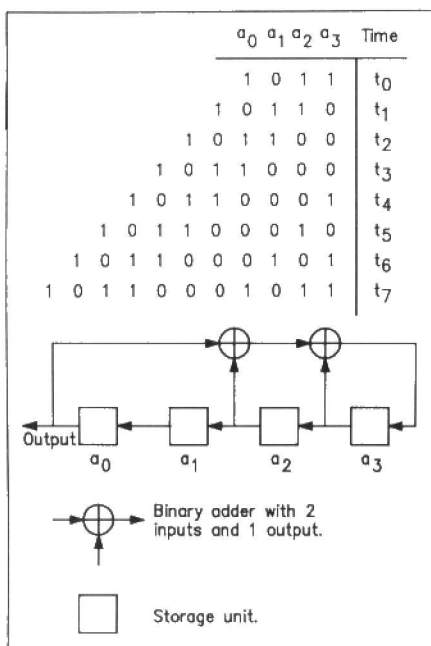 a0 a1 a2 a3 Time
1 0 1 1 t0
1 0 1 1 0 t1
1 0 1 1 0 0 t2
1 0 1 1 0 0 0 t3
1 0 1 1 0 0 0 1 t4
1 0 1 1 0 0 0 1 0 t5
1 0 1 1 0 0 0 1 0 1 t6
1 0 1 1 0 0 0 1 0 1 1 t7
Output
a0 a1 a2 a3
Binary adder with 2
inputs and 1 output.
Storage unit.